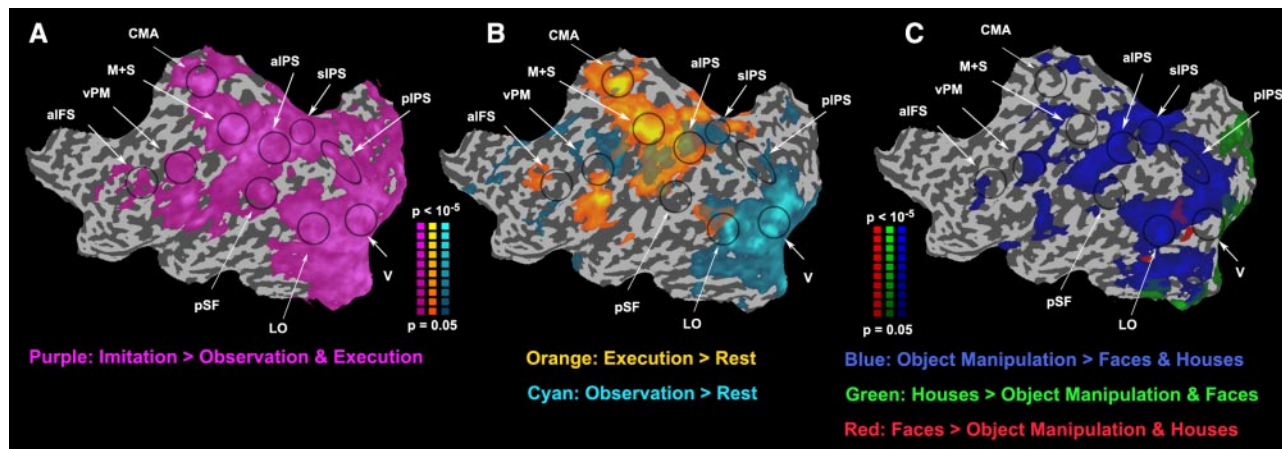 A
CMA
M+S
aIPS
sIPS
vPM
pIPS
aIFS
pSF
LO
V
p < 10-5
p = 0.05
Purple: Imitation > Observation & Execution
B
CMA
M+S
aIPS
sIPS
vPM
pIPS
aIFS
pSF
LO
V
Orange: Execution > Rest
Cyan: Observation > Rest
C
CMA
M+S
aIPS
sIPS
vPM
pIPS
aIFS
pSF
LO
V
p < 10-5
p = 0.05
Blue: Object Manipulation > Faces & Houses
Green: Houses > Object Manipulation & Faces
Red: Faces > Object Manipulation & Houses